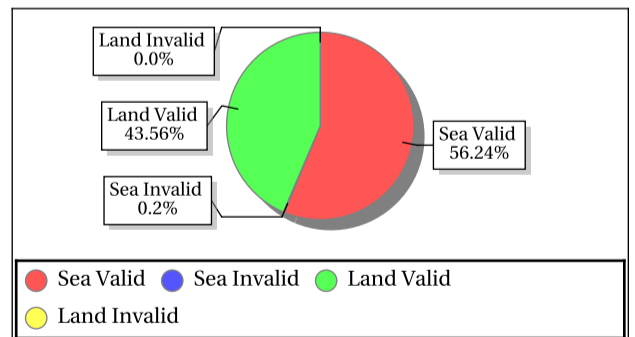 Land Invalid
0.0%
Land Valid
43.56%
Sea Valid
56.24%
Sea Invalid
0.2%
Sea Valid Sea Invalid Land Valid
Land Invalid